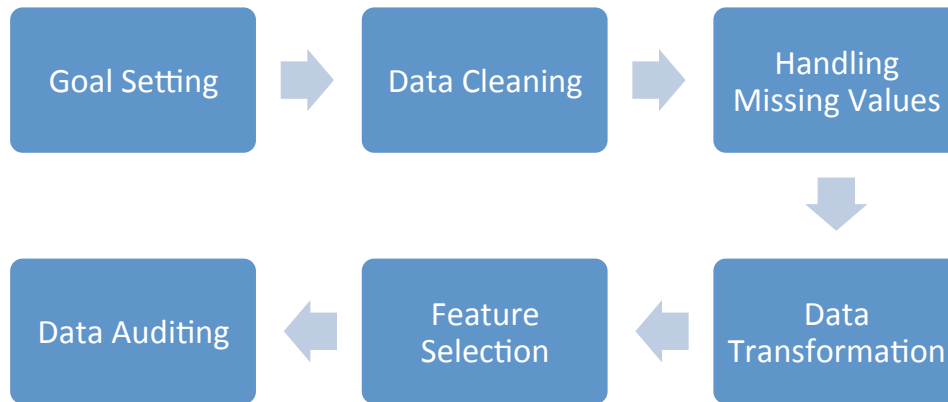 Goal Setting
Data Cleaning
Handling
Missing Values
Data
Transformation
Feature
Selection
Data Auditing